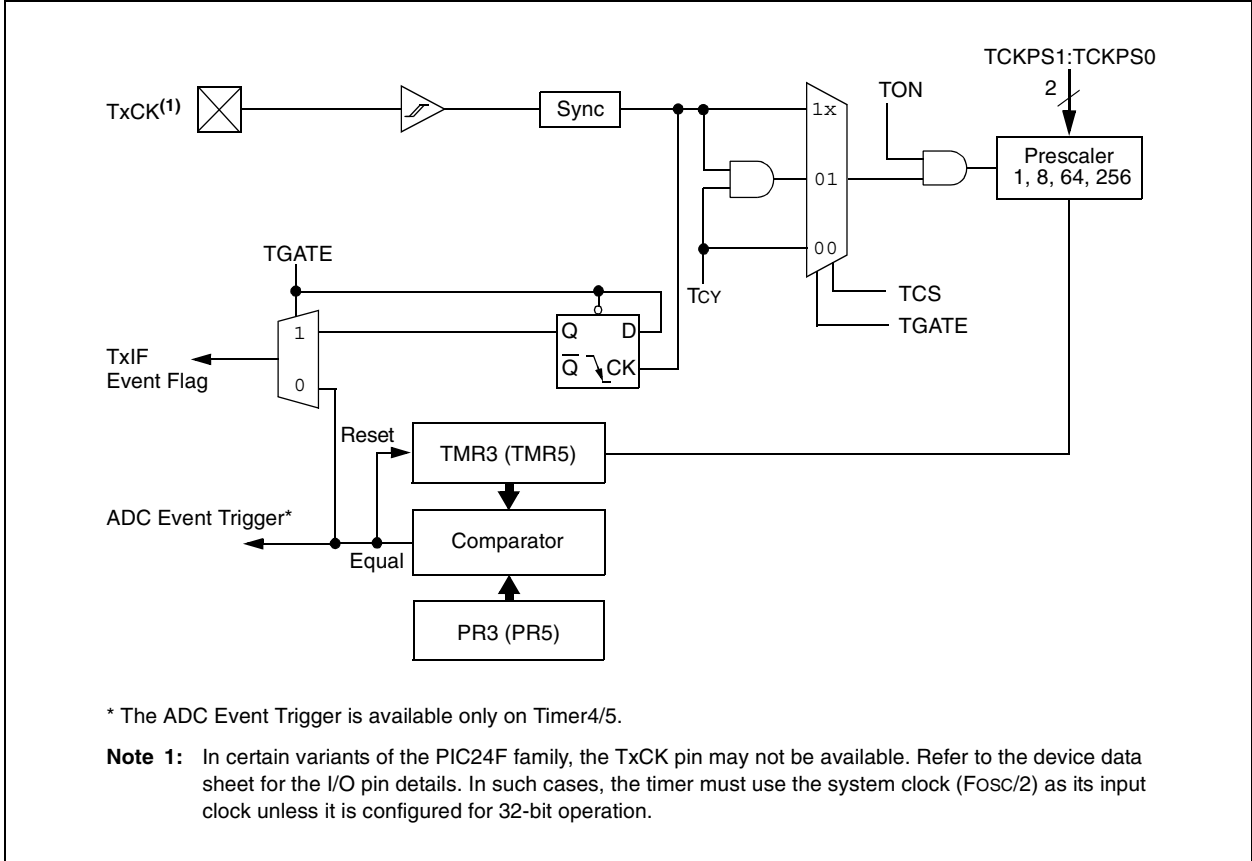 TCKPS1:TCKPS0
TON
2
TxCK(1)
Sync
1x
Prescaler
1, 8, 64, 256
01
TGATE
00
TCY
TCS
TGATE
1
Q D
TxIF
Event Flag
Q CK
0
Reset
TMR3 (TMR5)
ADC Event Trigger*
Comparator
Equal
PR3 (PR5)
* The ADC Event Trigger is available only on Timer4/5.
Note 1: In certain variants of the PIC24F family, the TxCK pin may not be available. Refer to the device data
sheet for the I/O pin details. In such cases, the timer must use the system clock (FOSC/2) as its input
clock unless it is configured for 32-bit operation.